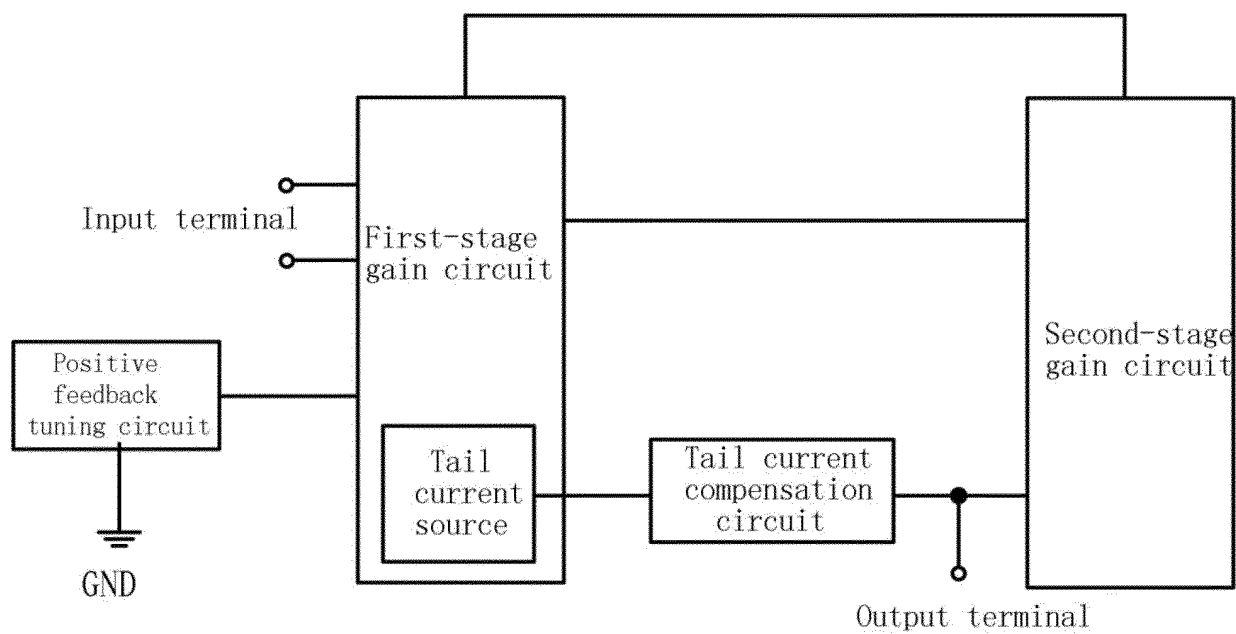 Input terminal
First-stage
gain circuit
Positive
feedback
tuning circuit
GND
Tail
current
source
Tail current
compensation
circuit
Second-stage
gain circuit
Output terminal